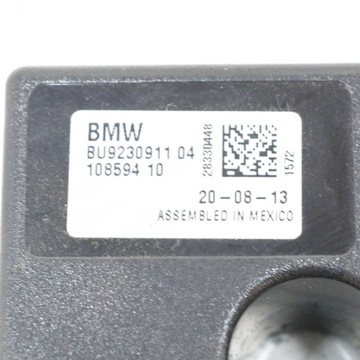 BMW
BU9230911 04
108594 10
28330448
1572
20-08-13
ASSEMBLED IN MEXICO